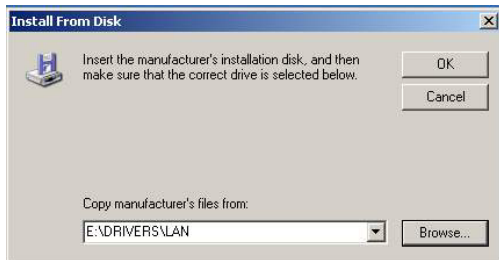 Install From Disk
Insert the manufacturer's installation disk, and then
make sure that the correct drive is selected below.
OK
Cancel
Copy manufacturer's files from:
E:\DRIVERS\LAN
Browse...